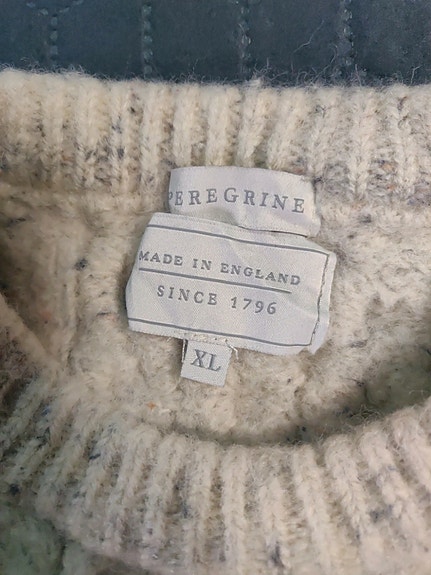 PEREGRINE
MADE IN ENGLAND
SINCE 1796
XL